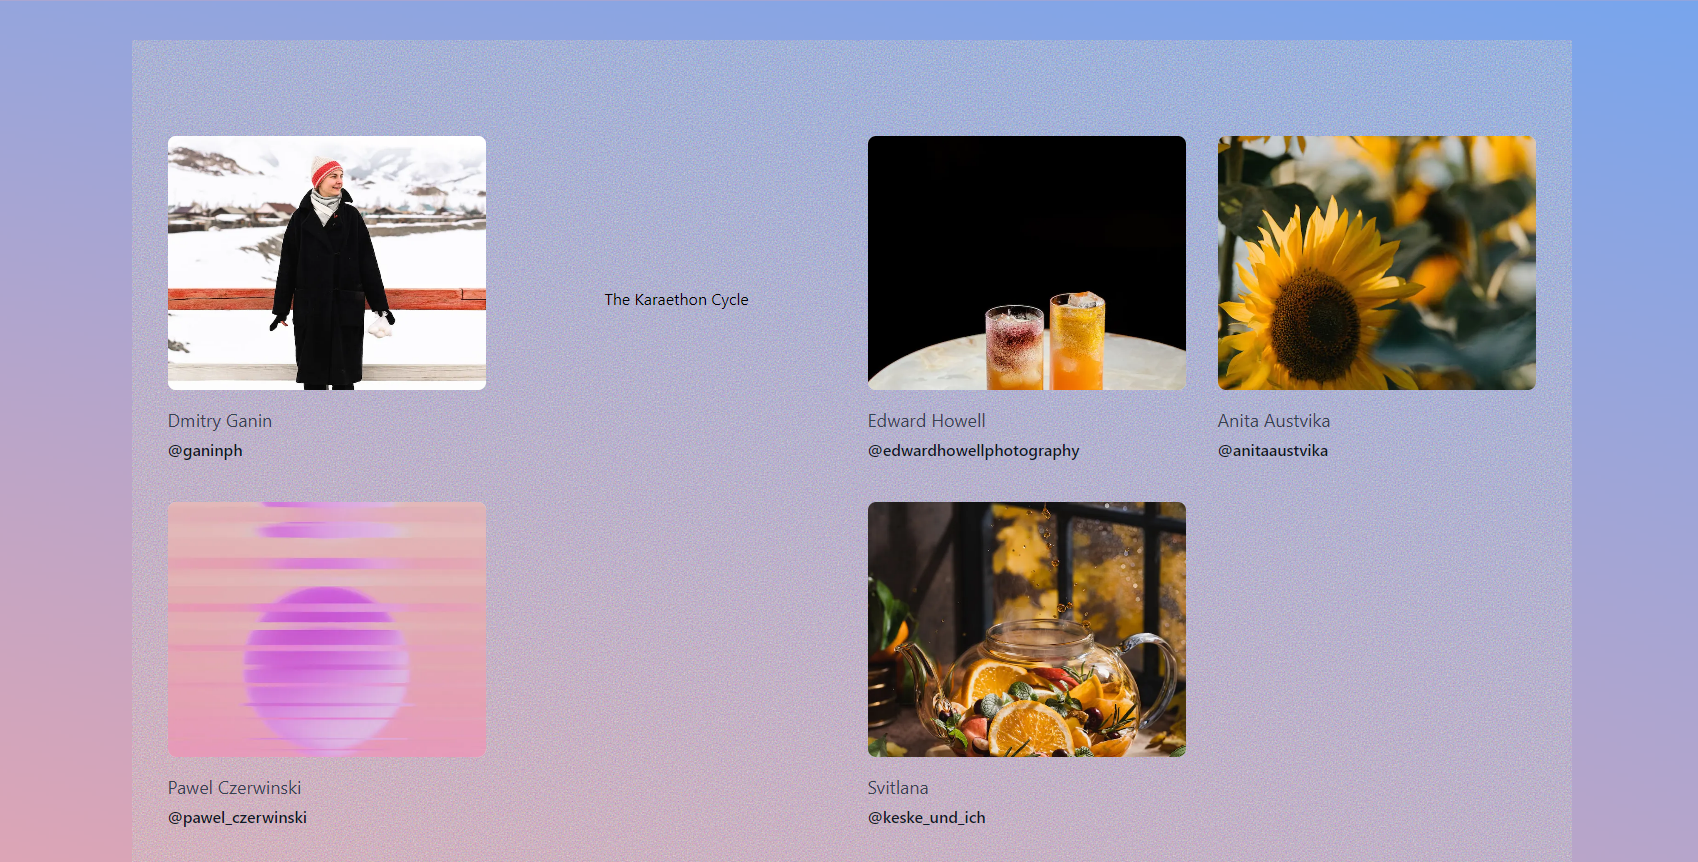 The Karaethon Cycle
Dmitry Ganin
@ganinph
Edward Howell
@edwardhowellphotography
Anita Austvika
@anitaaustvika
Pawel Czerwinski
@pawel_czerwinski
Svitlana
@keske_und_ich